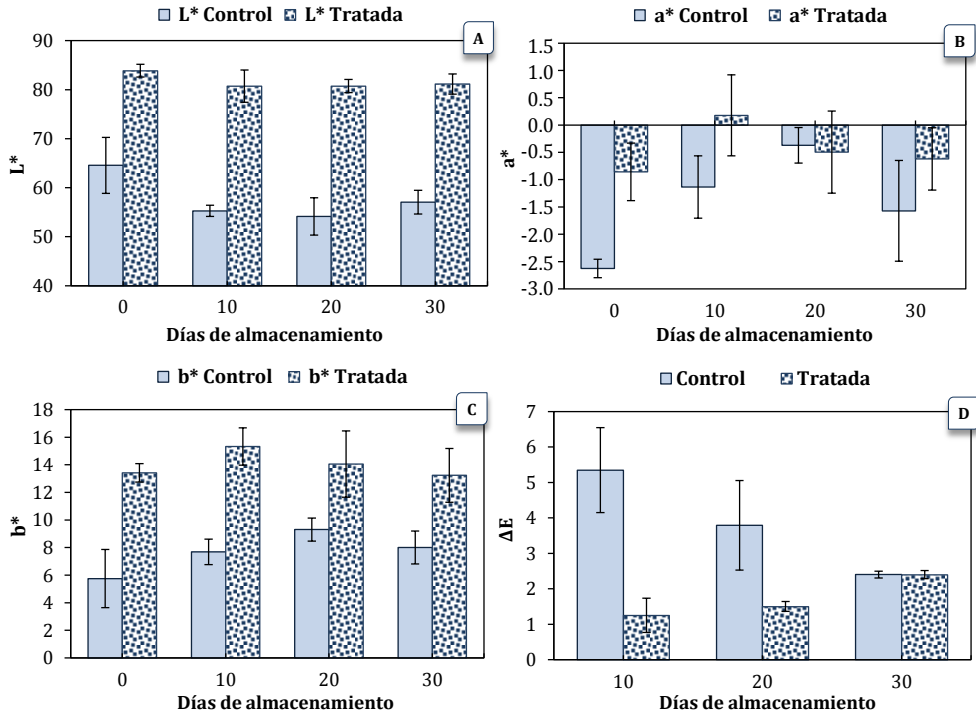 L* Control L* Tratada
A
90
80
70
60
50
40
L*
0 10 20 30
Días de almacenamiento
a* Control a* Tratada
B
1.5
1.0
0.5
0.0
-0.5
-1.0
-1.5
-2.0
-2.5
-3.0
a*
0 10 20 30
Días de almacenamiento
b* Control b* Tratada
C
18
16
14
12
10
8
6
4
2
0
b*
0 10 20 30
Días de almacenamiento
Control Tratada
D
7
6
5
4
3
2
1
0
ΔE
10 20 30
Días de almacenamiento